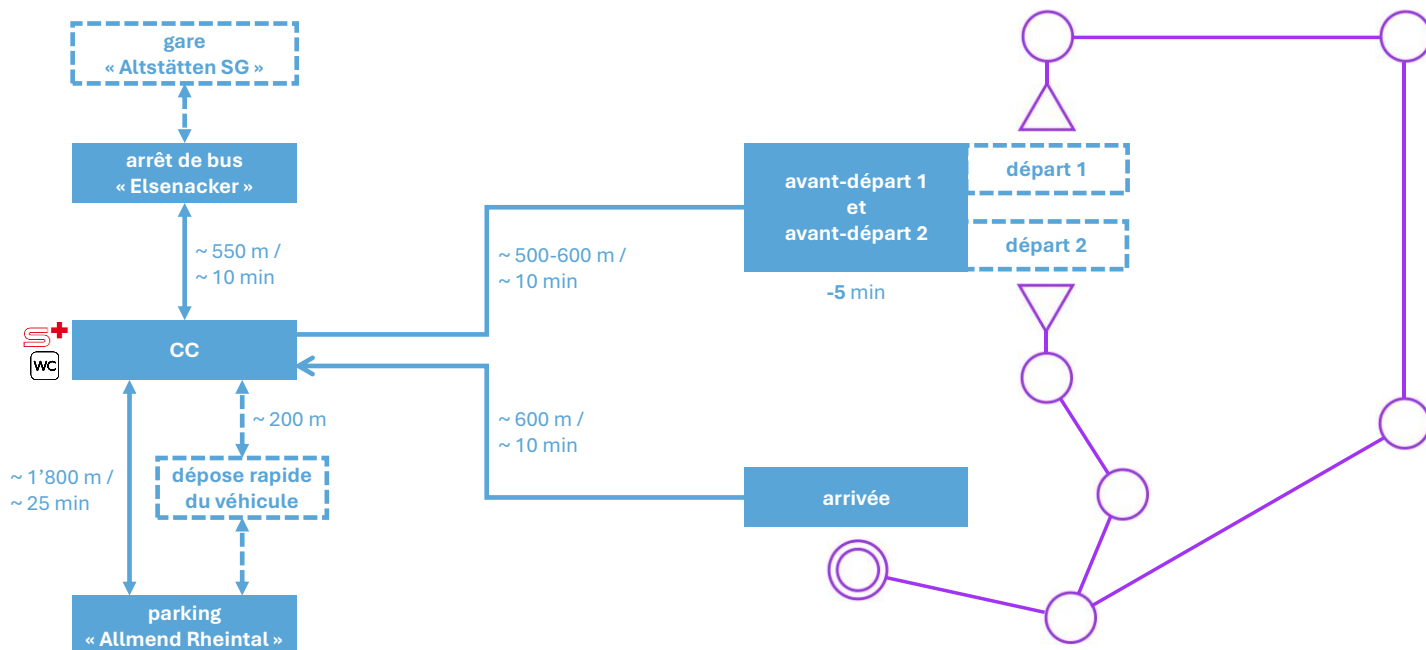 gare
« Altstätten SG »
arrêt de bus
« Elsenacker »
~ 550 m /
~ 10 min
S+
WC
CC
~ 200 m
~ 1’800 m /
~ 25 min
dépose rapide
du véhicule
parking
« Allmend Rheintal »
~ 500-600 m /
~ 10 min
~ 600 m /
~ 10 min
avant-départ 1
et
avant-départ 2
départ 1
départ 2
-5 min
arrivée